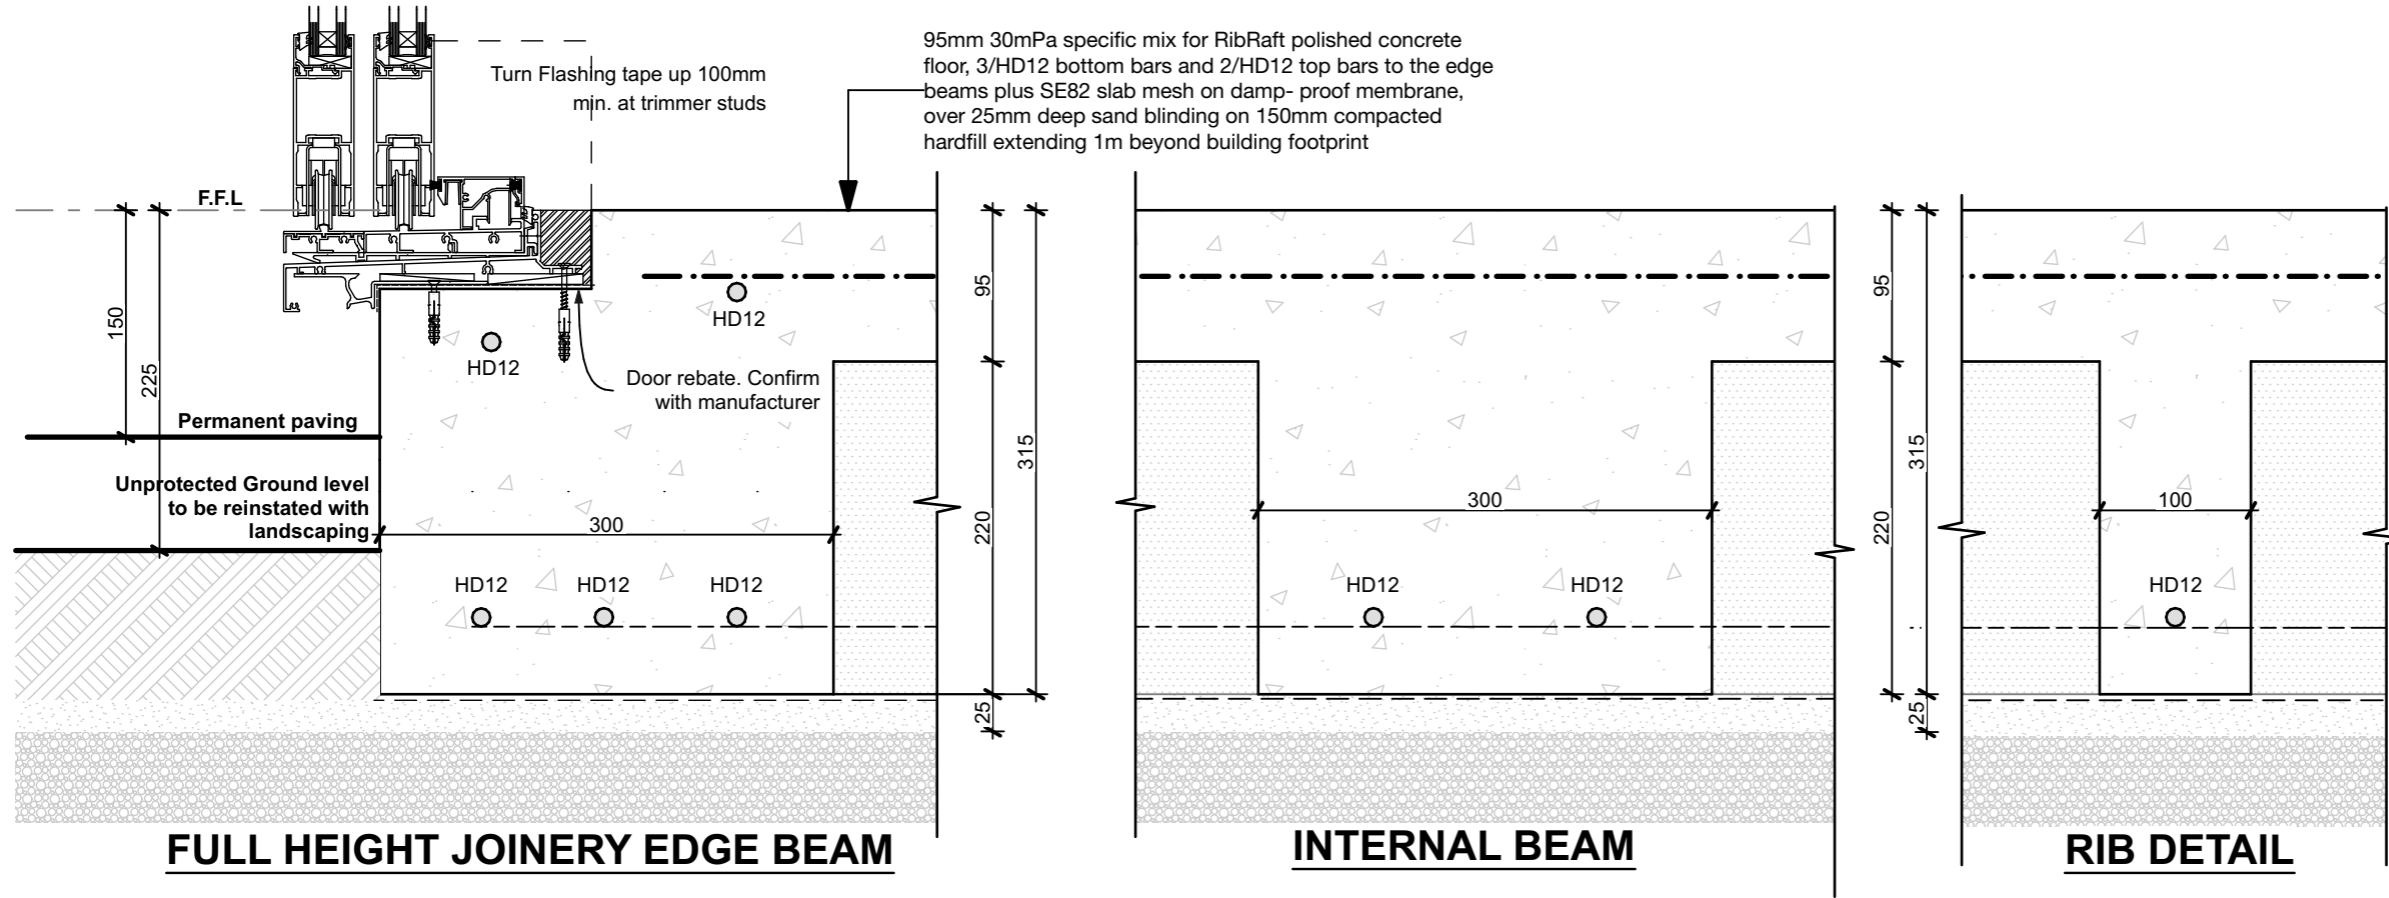 95mm 30mPa specific mix for RibRaft polished concrete
floor, 3/HD12 bottom bars and 2/HD12 top bars to the edge
beams plus SE82 slab mesh on damp- proof membrane,
over 25mm deep sand blinding on 150mm compacted
hardfill extending 1m beyond building footprint
Turn Flashing tape up 100mm
min. at trimmer studs
F.F.L
150
225
HD12
HD12
Door rebate. Confirm
with manufacturer
Permanent paving
Unprotected Ground level
to be reinstated with
landscaping
300
HD12 HD12 HD12
95
220
315
25
FULL HEIGHT JOINERY EDGE BEAM
300
HD12 HD12
INTERNAL BEAM
95
220
315
25
100
HD12
RIB DETAIL